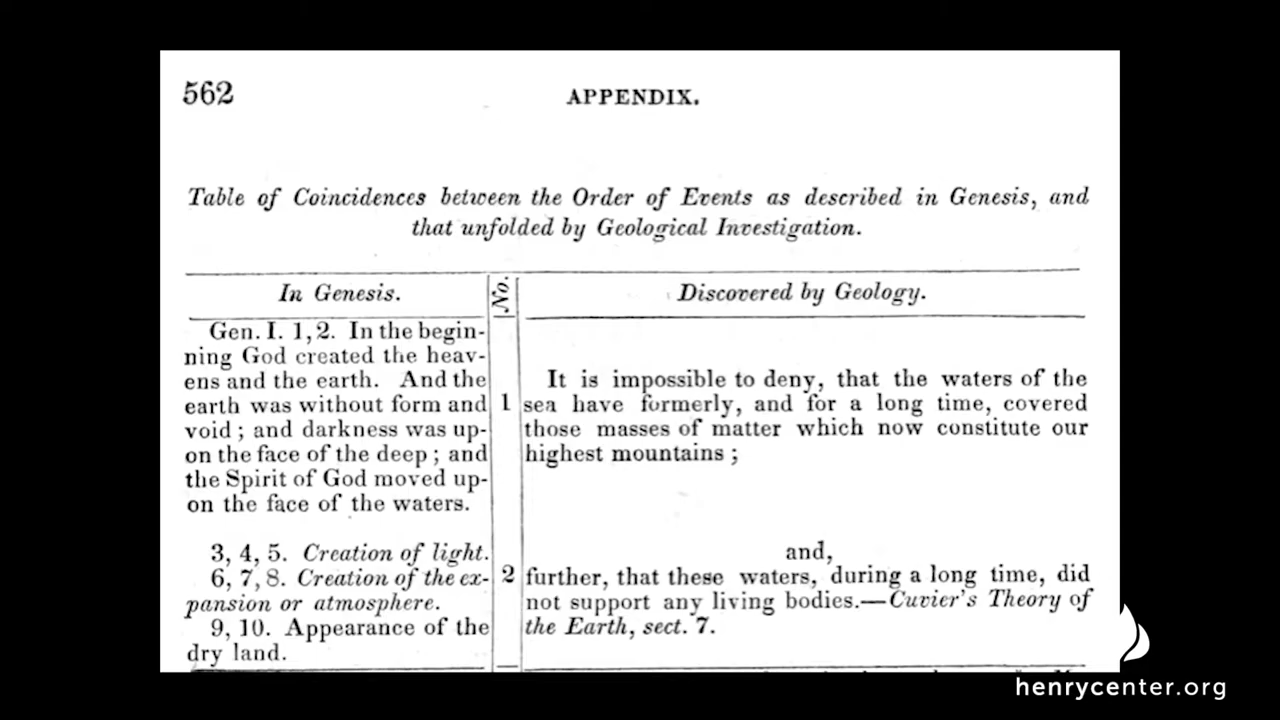 562
APPENDIX.
Table of Coincidences between the Order of Events as described in Genesis, and
that unfolded by Geological Investigation.
In Genesis.
No.
Discovered by Geology.
Gen. I. 1, 2. In the begin-
ning God created the heav-
ens and the earth. And the
earth was without form and
void ; and darkness was up-
on the face of the deep ; and
the Spirit of God moved up-
on the face of the waters.
1
It is impossible to deny, that the waters of the
sea have formerly, and for a long time, covered
those masses of matter which now constitute our
highest mountains ;
3, 4, 5. Creation of light.
6, 7, 8. Creation of the ex-
pansion or atmosphere.
9, 10. Appearance of the
dry land.
2
and,
further, that these waters, during a long time, did
not support any living bodies.—Cuvier's Theory of
the Earth, sect. 7.
henrycenter.org